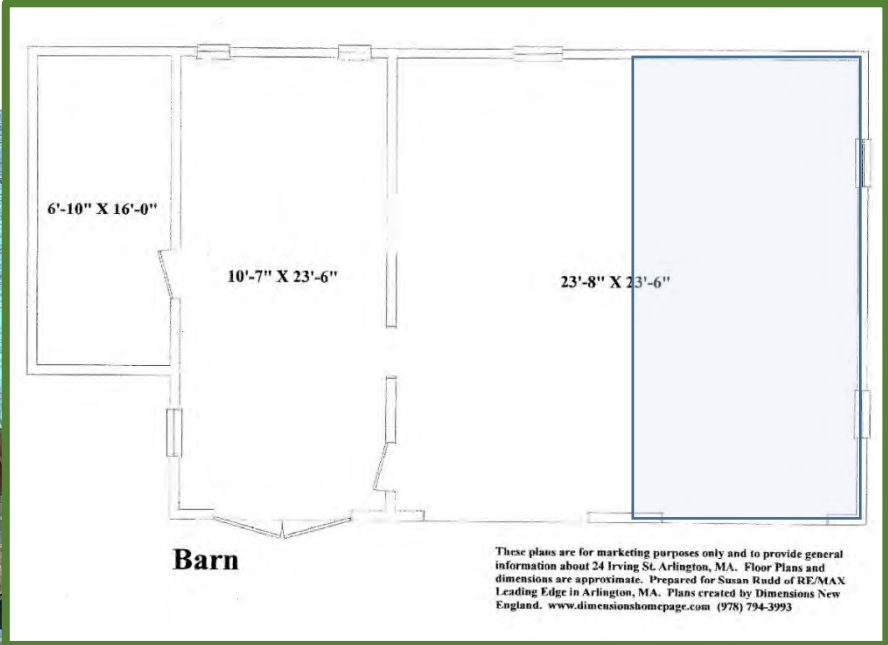 6'-10" X 16'-0"
10'-7" X 23'-6"
23'-8" X 23'-6"
Barn
These plans are for marketing purposes only and to provide general
information about 24 Irving St. Arlington, MA. Floor Plans and
dimensions are approximate. Prepared for Susan Rudd of RE/MAX
Leading Edge in Arlington, MA. Plans created by Dimensions New
England. www.dimensionshomepage.com (978) 794-3993